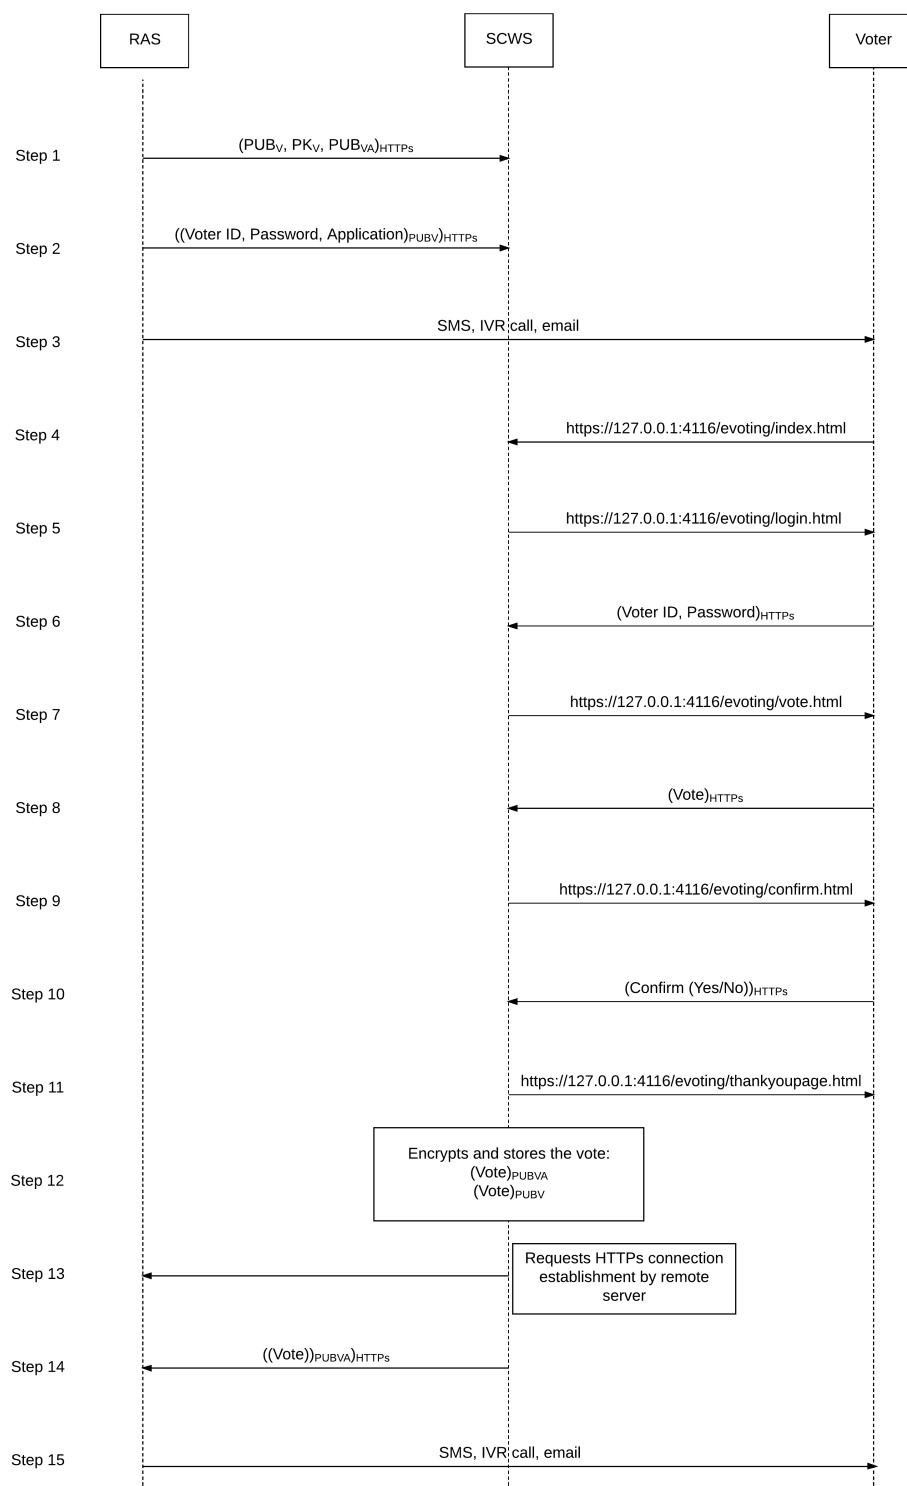 RAS
SCWS
Voter
Step 1
(PUBV, PKV, PUBVA)HTTPs
Step 2
((Voter ID, Password, Application)PUBV)HTTPs
Step 3
SMS, IVR call, email
Step 4
https://127.0.0.1:4116/evoting/index.html
Step 5
https://127.0.0.1:4116/evoting/login.html
Step 6
(Voter ID, Password)HTTPs
Step 7
https://127.0.0.1:4116/evoting/vote.html
Step 8
(Vote)HTTPs
Step 9
https://127.0.0.1:4116/evoting/confirm.html
Step 10
(Confirm (Yes/No))HTTPs
Step 11
https://127.0.0.1:4116/evoting/thankyoupage.html
Step 12
Encrypts and stores the vote:
(Vote)PUBVA
(Vote)PUBV
Step 13
Requests HTTPs connection
establishment by remote
server
Step 14
((Vote))PUBVA)HTTPs
Step 15
SMS, IVR call, email